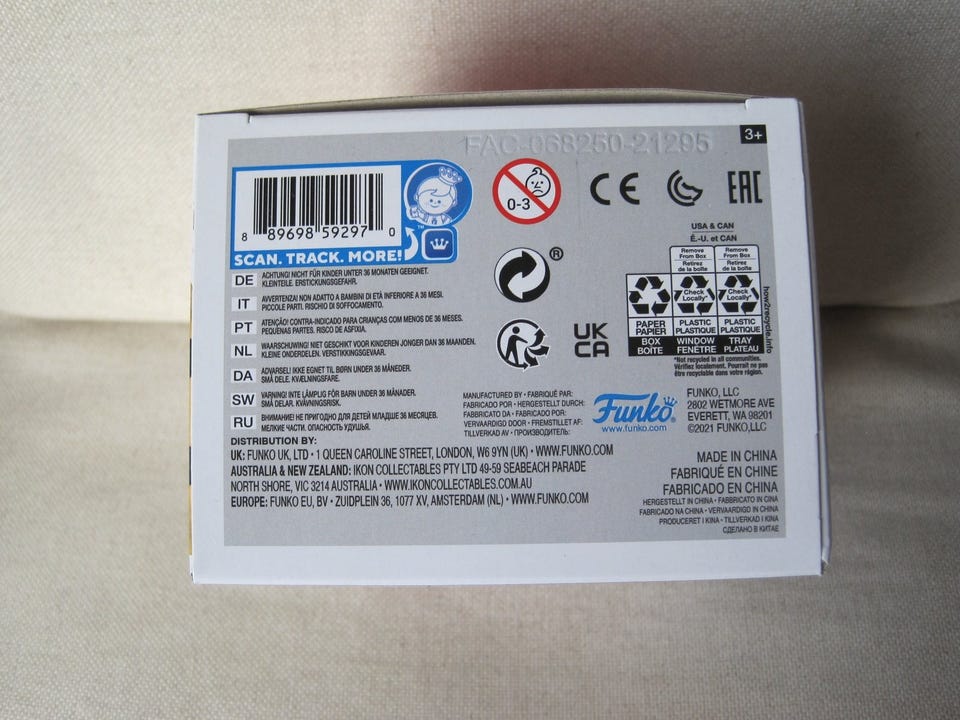 FAC-068250-21295
3+
8 89698 59297 0
SCAN. TRACK. MORE!
™
0-3
CE
EAC
®
UK
CA
USA & CAN
É.-U. et CAN
Remove From Box
Retirez de la boîte
Remove From Box
Retirez de la boîte
Check Locally*
Check Locally*
PAPER
PAPIER
PLASTIC
PLASTIQUE
PLASTIC
PLASTIQUE
BOX
BOÎTE
WINDOW
FENÊTRE
TRAY
PLATEAU
*Not recycled in all communities.
Vérifiez localement. Pourrait ne pas
être recyclable dans votre région.
how2recycle.info
DE ACHTUNG! NICHT FÜR KINDER UNTER 36 MONATEN GEEIGNET.
KLEINTEILE. ERSTICKUNGSGEFAHR.
IT AVVERTENZA! NON ADATTO A BAMBINI DI ETÀ INFERIORE A 36 MESI.
PICCOLE PARTI. RISCHIO DI SOFFOCAMENTO.
PT ATENÇÃO! CONTRA-INDICADO PARA CRIANÇAS COM MENOS DE 36 MESES.
PEQUENAS PARTES. RISCO DE ASFIXIA.
NL WAARSCHUWING! NIET GESCHIKT VOOR KINDEREN JONGER DAN 36 MAANDEN.
KLEINE ONDERDELEN. VERSTIKKINGSGEVAAR.
DA ADVARSEL! IKKE EGNET TIL BØRN UNDER 36 MÅNEDER.
SMÅ DELE. KVÆLNINGSFARE.
SW VARNING! INTE LÄMPLIG FÖR BARN UNDER 36 MÅNADER.
SMÅ DELAR. KVÄVNINGSRISK.
RU ВНИМАНИЕ! НЕ ПРИГОДНО ДЛЯ ДЕТЕЙ МЛАДШЕ 36 МЕСЯЦЕВ.
МЕЛКИЕ ЧАСТИ. ОПАСНОСТЬ УДУШЬЯ.
MANUFACTURED BY • FABRIQUÉ PAR:
FABRICADO POR • HERGESTELLT DURCH:
FABBRICATO DA • FABRICADO POR:
VERVAARDIGD DOOR • FREMSTILLET AF:
TILLVERKAD AV • ПРОИЗВОДИТЕЛЬ:
Funko
www.funko.com
FUNKO, LLC
2802 WETMORE AVE
EVERETT, WA 98201
©2021 FUNKO,LLC
DISTRIBUTION BY:
UK: FUNKO UK, LTD • 1 QUEEN CAROLINE STREET, LONDON, W6 9YN (UK) • WWW.FUNKO.COM
AUSTRALIA & NEW ZEALAND: IKON COLLECTABLES PTY LTD 49-59 SEABEACH PARADE
NORTH SHORE, VIC 3214 AUSTRALIA • WWW.IKONCOLLECTABLES.COM.AU
EUROPE: FUNKO EU, BV • ZUIDPLEIN 36, 1077 XV, AMSTERDAM (NL) • WWW.FUNKO.COM
MADE IN CHINA
FABRIQUÉ EN CHINE
FABRICADO EN CHINA
HERGESTELLT IN CHINA • FABBRICATO IN CINA
FABRICADO NA CHINA • VERVAARDIGD IN CHINA
PRODUCERET I KINA • TILLVERKAD I KINA
СДЕЛАНО В КИТАЕ